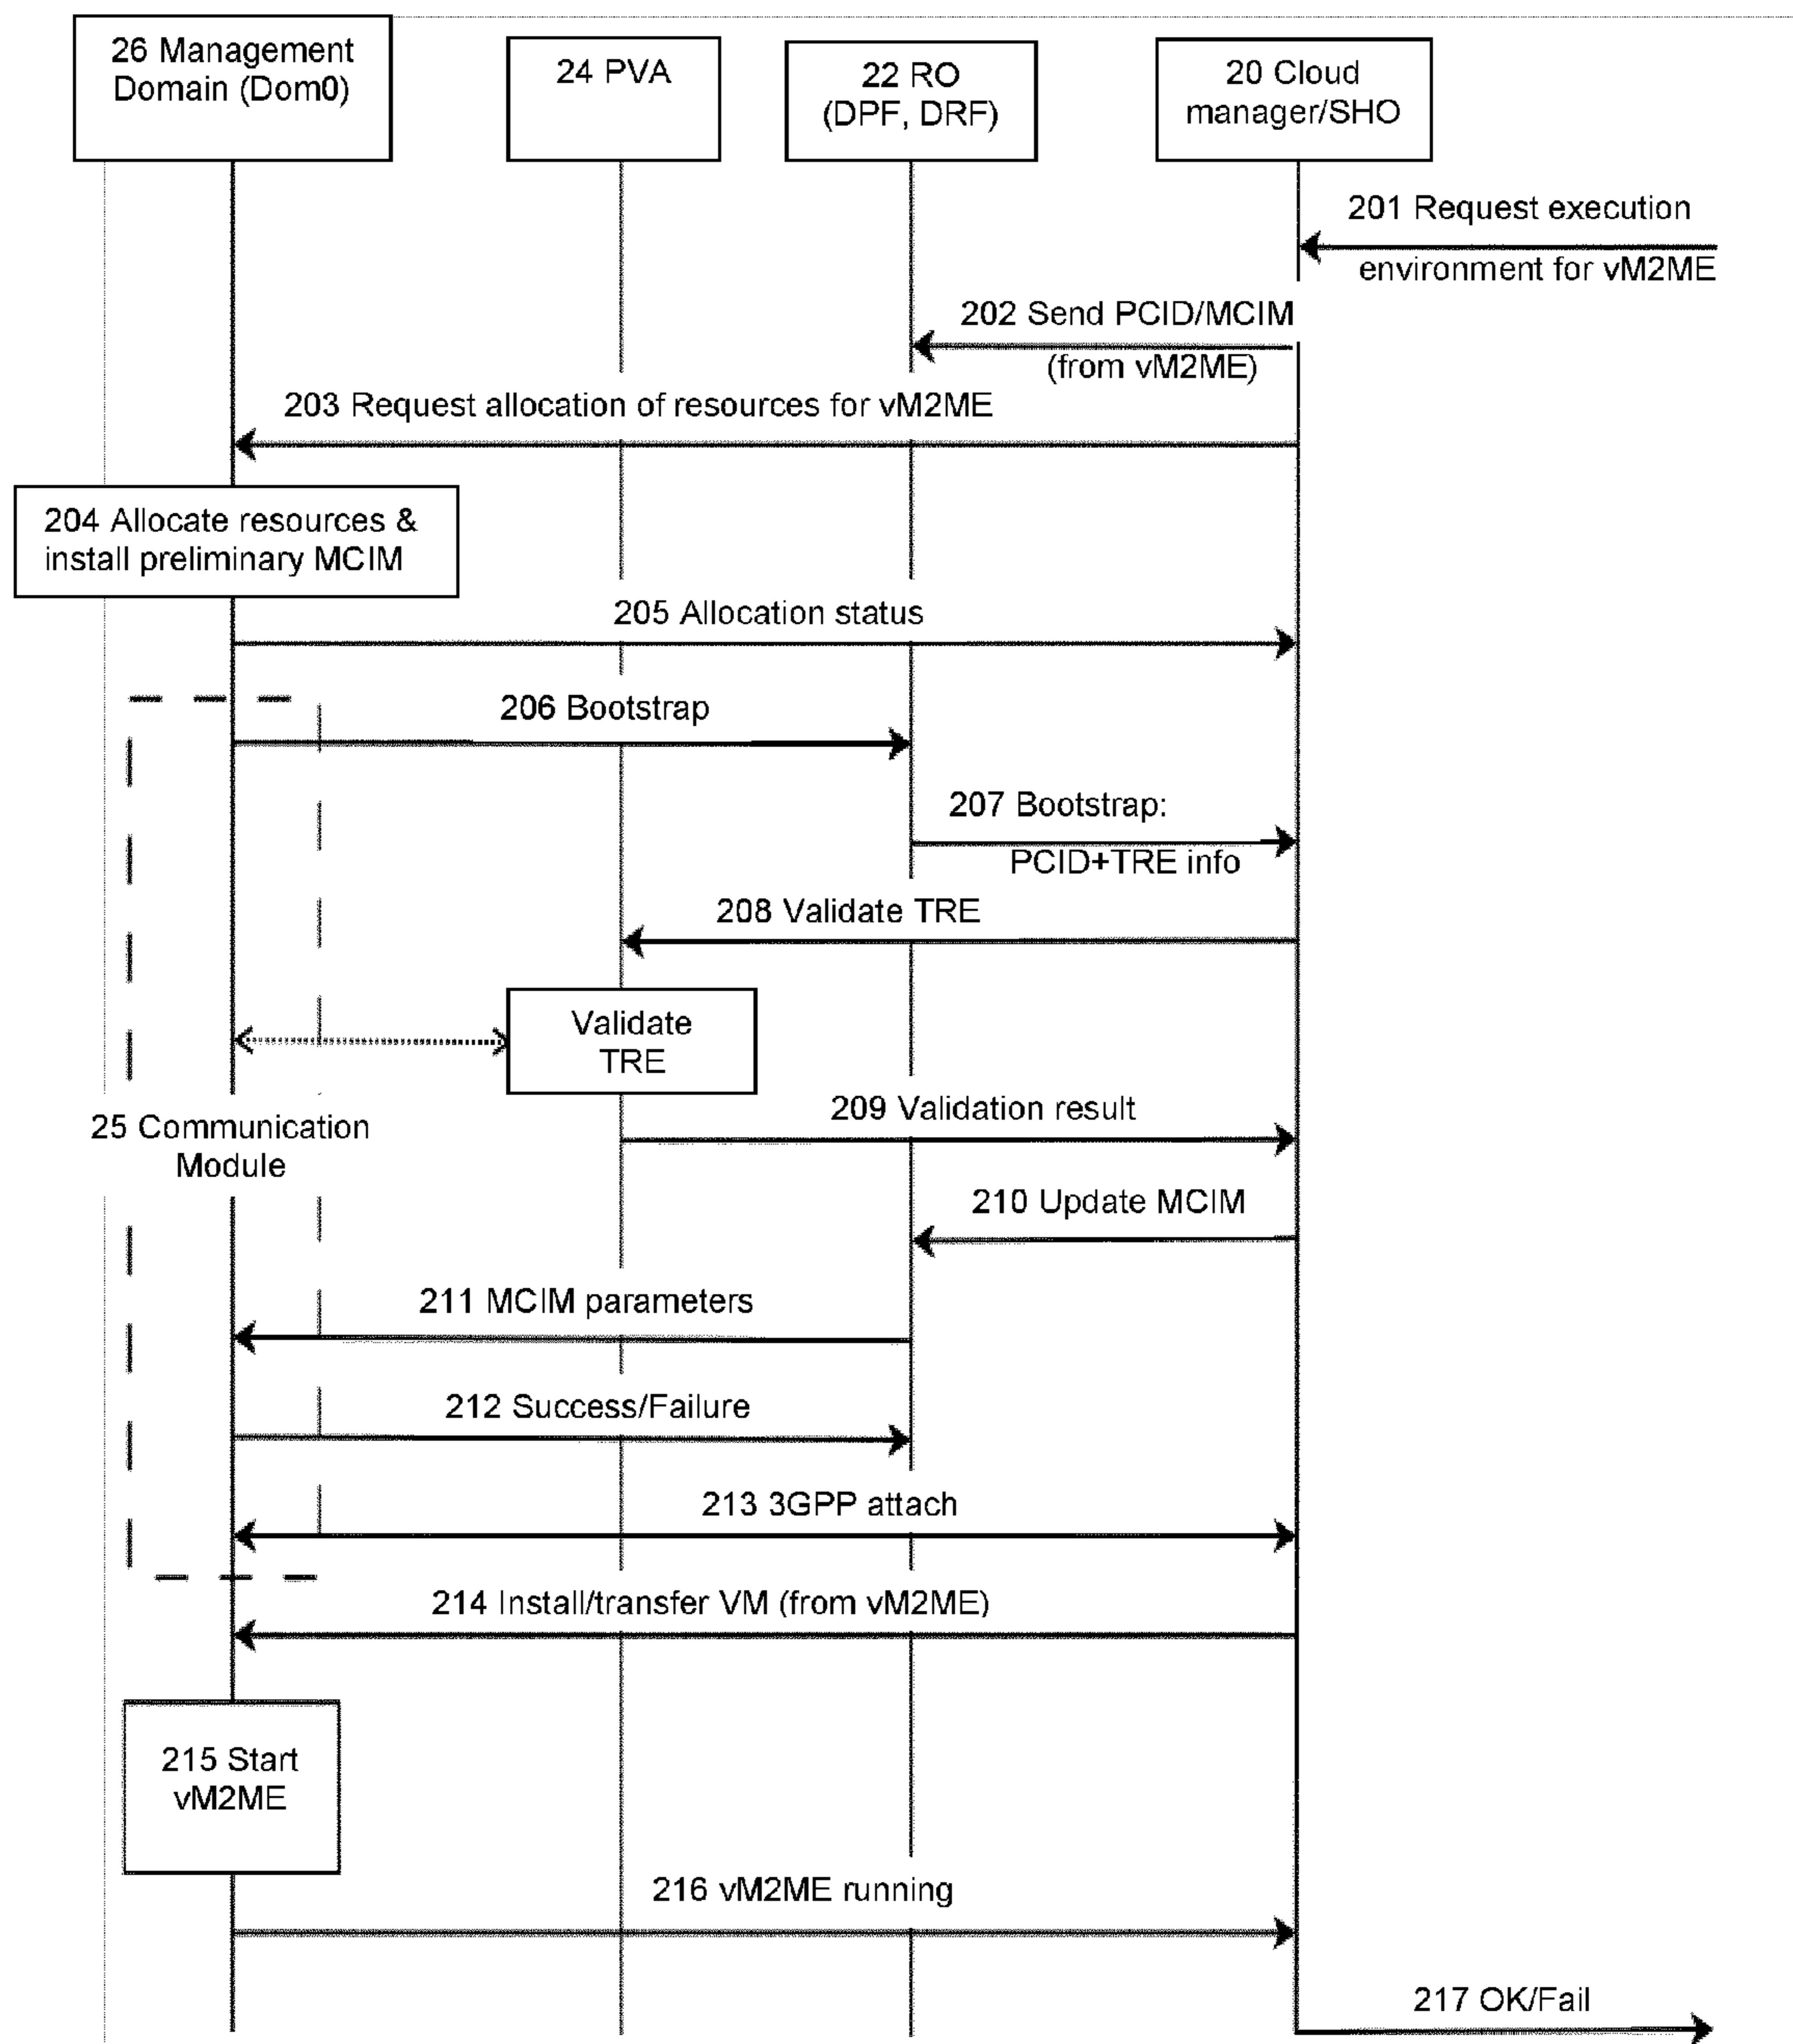 26 Management
Domain (Dom0)
24 PVA
22 RO
(DPF, DRF)
20 Cloud
manager/SHO
201 Request execution
environment for vM2ME
202 Send PCID/MCIM
(from vM2ME)
203 Request allocation of resources for vM2ME
204 Allocate resources &
install preliminary MCIM
205 Allocation status
206 Bootstrap
207 Bootstrap:
PCID+TRE info
208 Validate TRE
Validate
TRE
209 Validation result
25 Communication
Module
210 Update MCIM
211 MCIM parameters
212 Success/Failure
213 3GPP attach
214 Install/transfer VM (from vM2ME)
215 Start
vM2ME
216 vM2ME running
217 OK/Fail